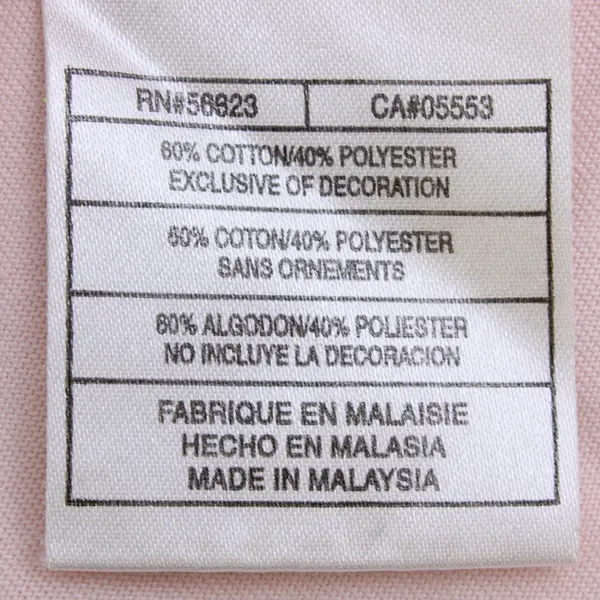 RN#56623 CA#05553
60% COTTON/40% POLYESTER
EXCLUSIVE OF DECORATION
60% COTON/40% POLYESTER
SANS ORNEMENTS
60% ALGODON/40% POLIESTER
NO INCLUYE LA DECORACION
FABRIQUE EN MALAISIE
HECHO EN MALASIA
MADE IN MALAYSIA